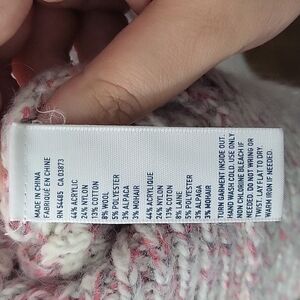 MADE IN CHINA
FABRIQUÉ EN CHINE
RN 54485 CA 03873
44% ACRYLIC
24% NYLON
13% COTTON
8% WOOL
5% POLYESTER
3% ALPACA
3% MOHAIR
44% ACRYLIQUE
24% NYLON
13% COTON
8% LAINE
5% POLYESTER
3% ALPAGA
3% MOHAIR
TURN GARMENT INSIDE OUT.
HAND WASH COLD. USE ONLY
NON CHLORINE BLEACH IF
NEEDED. DO NOT WRING OR
TWIST. LAY FLAT TO DRY.
WARM IRON IF NEEDED.